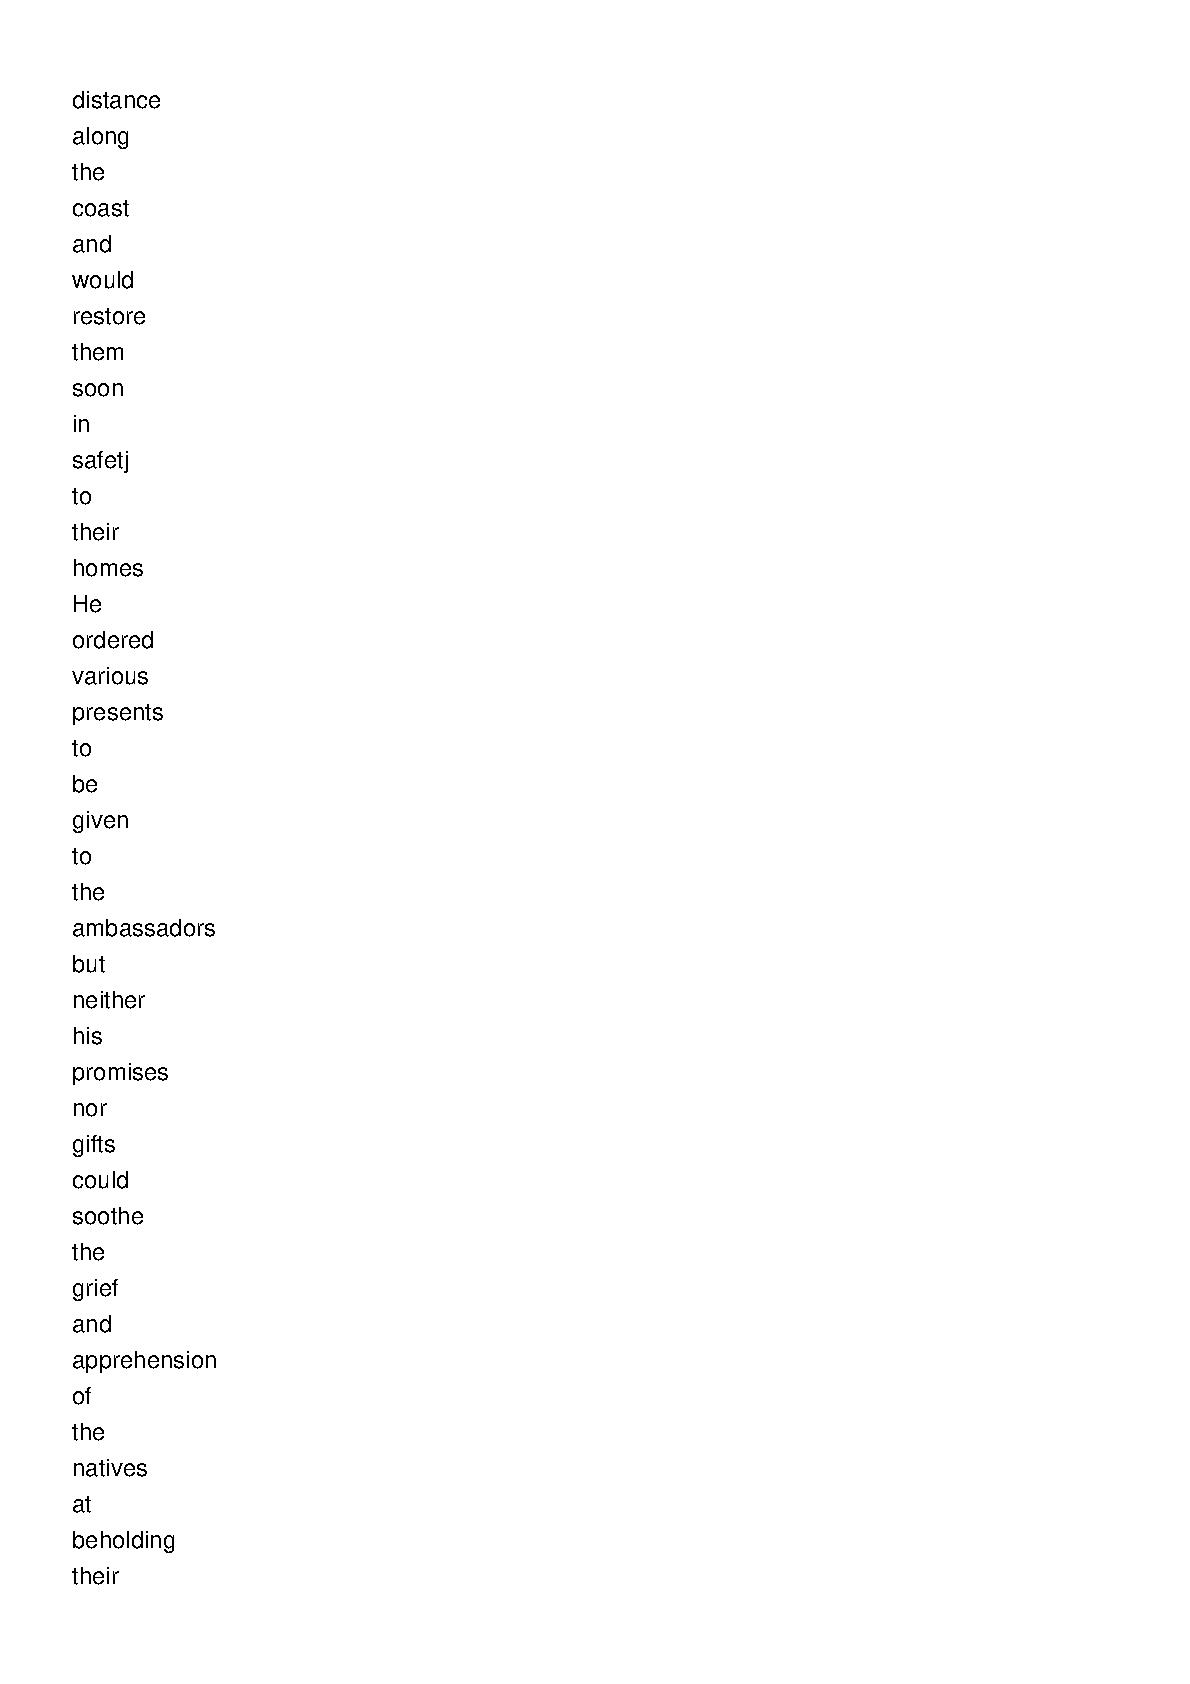 distance
along
the
coast
and
would
restore
them
soon
in
safetj
to
their
homes
He
ordered
various
presents
to
be
given
to
the
ambassadors
but
neither
his
promises
nor
gifts
could
soothe
the
grief
and
apprehension
of
the
natives
at
beholding
their